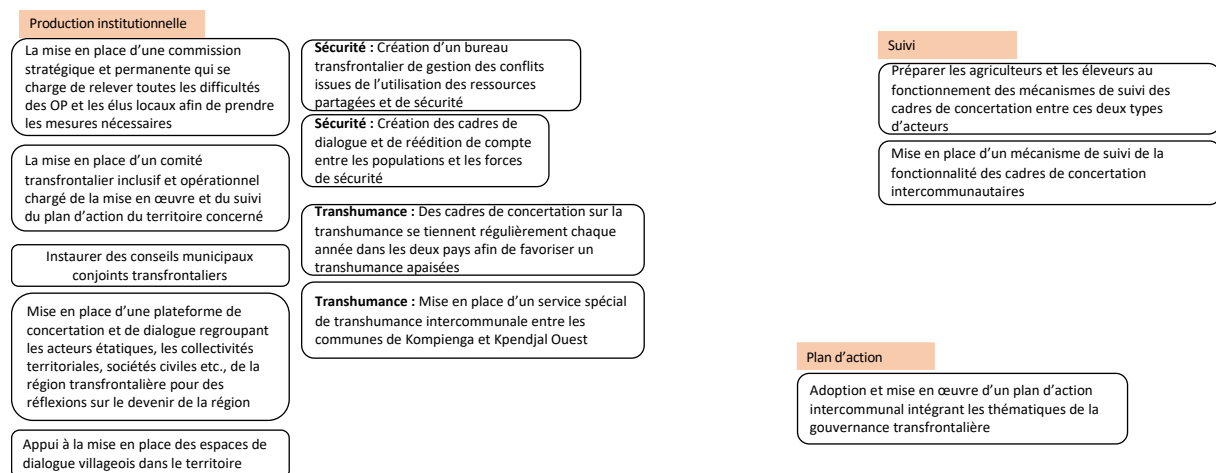 Production institutionnelle
La mise en place d’une commission
stratégique et permanente qui se
charge de relever toutes les difficultés
des OP et les élus locaux afin de prendre
les mesures nécessaires
La mise en place d’un comité
transfrontalier inclusif et opérationnel
chargé de la mise en œuvre et du suivi
du plan d’action du territoire concerné
Instaurer des conseils municipaux
conjoints transfrontaliers
Mise en place d’une plateforme de
concertation et de dialogue regroupant
les acteurs étatiques, les collectivités
territoriales, sociétés civiles etc., de la
région transfrontalière pour des
réflexions sur le devenir de la région
Appui à la mise en place des espaces de
dialogue villageois dans le territoire
Sécurité : Création d’un bureau
transfrontalier de gestion des conflits
issues de l’utilisation des ressources
partagées et de sécurité
Sécurité : Création des cadres de
dialogue et de réédition de compte
entre les populations et les forces
de sécurité
Transhumance : Des cadres de concertation sur la
transhumance se tiennent régulièrement chaque
année dans les deux pays afin de favoriser un
transhumance apaisées
Transhumance : Mise en place d’un service spécial
de transhumance intercommunale entre les
communes de Kompienga et Kpendjal Ouest
Suivi
Préparer les agriculteurs et les éleveurs au
fonctionnement des mécanismes de suivi des
cadres de concertation entre ces deux types
d’acteurs
Mise en place d’un mécanisme de suivi de la
fonctionnalité des cadres de concertation
intercommunautaires
Plan d’action
Adoption et mise en œuvre d’un plan d’action
intercommunal intégrant les thématiques de la
gouvernance transfrontalière